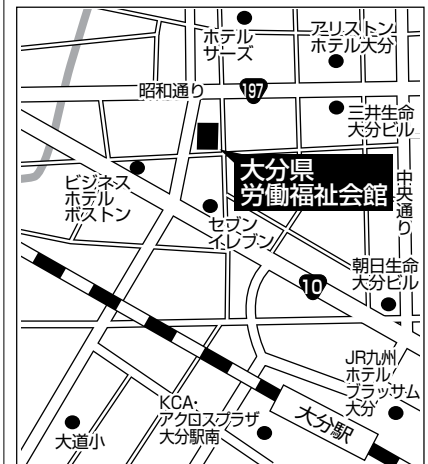 ホテル
サーズ
アリストン
ホテル大分
昭和通り
197
三井生命
大分ビル
大分県
労働福祉会館
中央通り
ビジネス
ホテル
ボストン
セブン
イレブン
朝日生命
大分ビル
10
JR九州
ホテル
ブラッサム
大分
KCA・
アクロスプラザ
大分駅南
大分駅
大道小